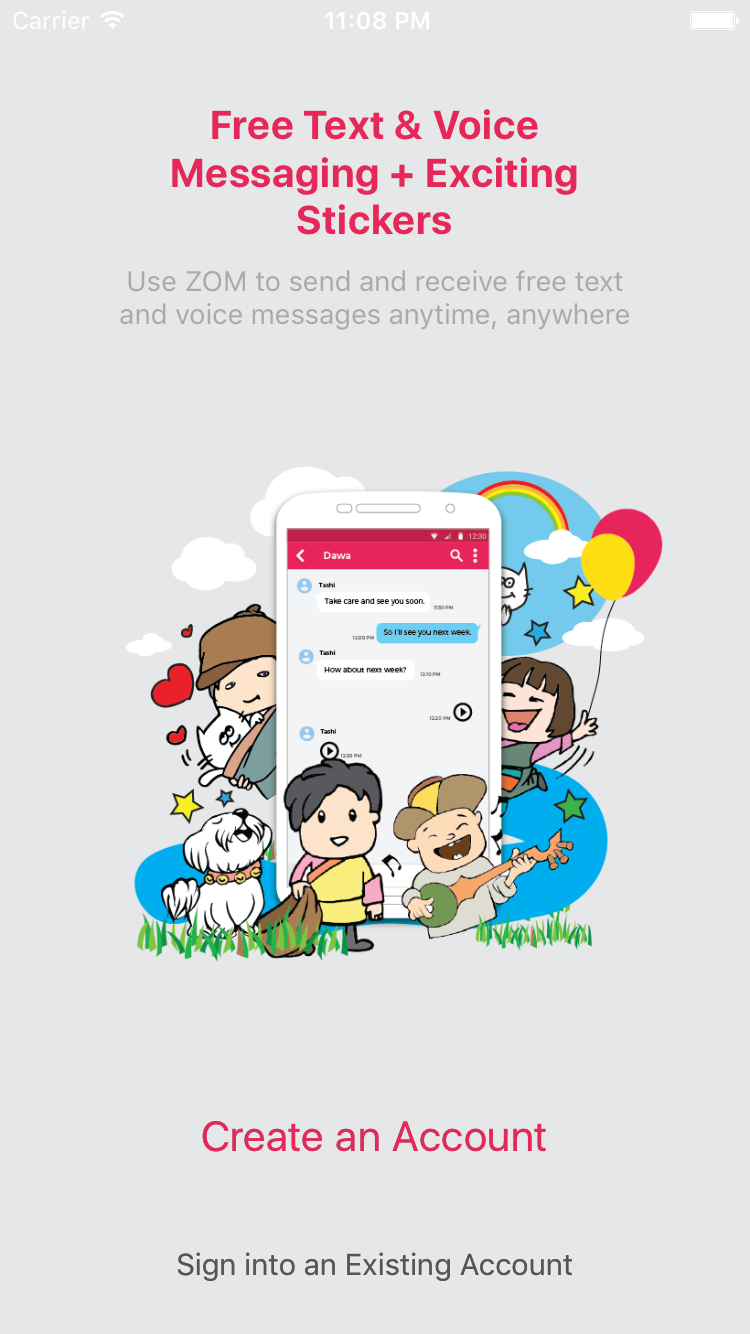 Carrier
11:08 PM
Free Text & Voice
Messaging + Exciting
Stickers
Use ZOM to send and receive free text
and voice messages anytime, anywhere
12:30
Dawa
Tashi
Take care and see you soon.
11:50 PM
So I'll see you next week.
12:00 PM
Tashi
How about next week?
12:10 PM
12:20 PM
Tashi
12:30 PM
Create an Account
Sign into an Existing Account